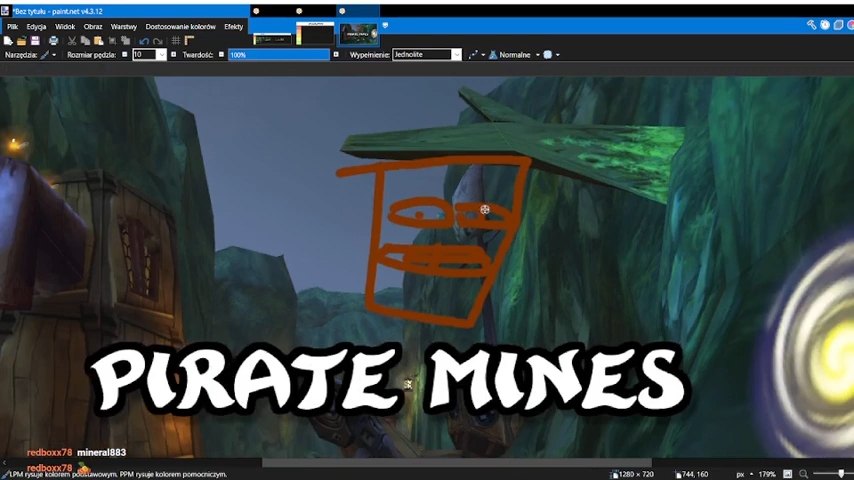 *Bez tytułu - paint.net v4.3.12
Plik Edycja Widok Obraz Warstwy Dostosowanie kolorów Efekty
Narzędzia: Rozmiar pędzla: 10 Twardość: 100% Wypełnienie: Jednolite Normalne
PIRATE MINES
redboxx78 mineral883
redboxx78
LPM rysuje kolorem podstawowym. PPM rysuje kolorem pomocniczym. 1280 × 720 744, 160 px 179%